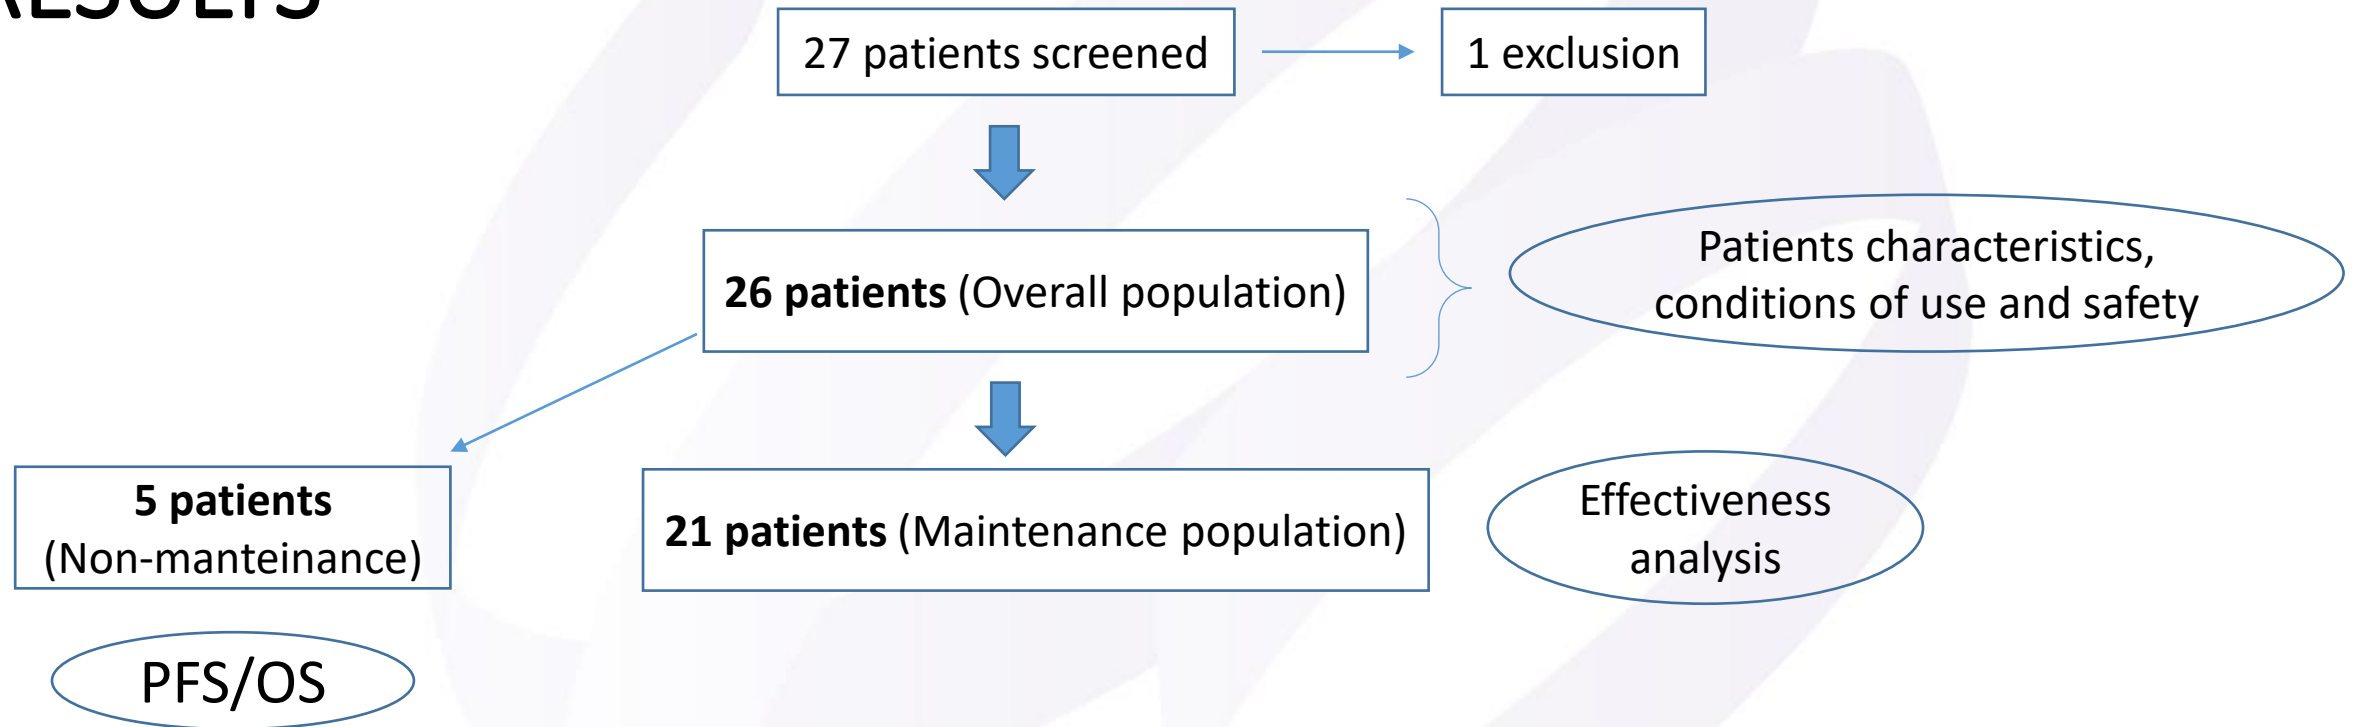 RESULTS
27 patients screened
1 exclusion
26 patients (Overall population)
Patients characteristics,
conditions of use and safety
5 patients
(Non-manteinance)
21 patients (Maintenance population)
Effectiveness
analysis
PFS/OS